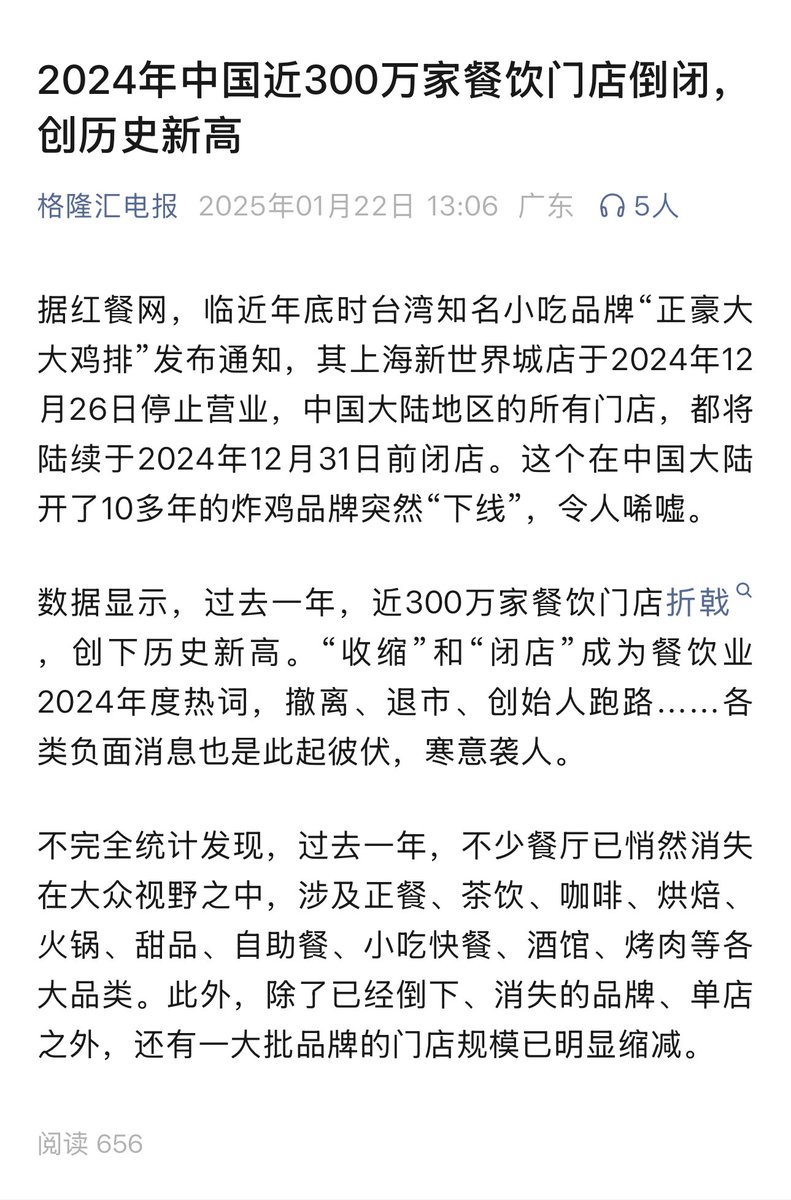 2024年中国近300万家餐饮门店倒闭，
创历史新高
格隆汇电报 2025年01月22日 13:06 广东 5人
据红餐网，临近年底时台湾知名小吃品牌“正豪大
大鸡排”发布通知，其上海新世界城店于2024年12
月26日停止营业，中国大陆地区的所有门店，都将
陆续于2024年12月31日前闭店。这个在中国大陆
开了10多年的炸鸡品牌突然“下线”，令人唏嘘。
数据显示，过去一年，近300万家餐饮门店折戟
，创下历史新高。“收缩”和“闭店”成为餐饮业
2024年度热词，撤离、退市、创始人跑路……各
类负面消息也是此起彼伏，寒意袭人。
不完全统计发现，过去一年，不少餐厅已悄然消失
在大众视野之中，涉及正餐、茶饮、咖啡、烘焙、
火锅、甜品、自助餐、小吃快餐、酒馆、烤肉等各
大品类。此外，除了已经倒下、消失的品牌、单店
之外，还有一大批品牌的门店规模已明显缩减。
阅读 656